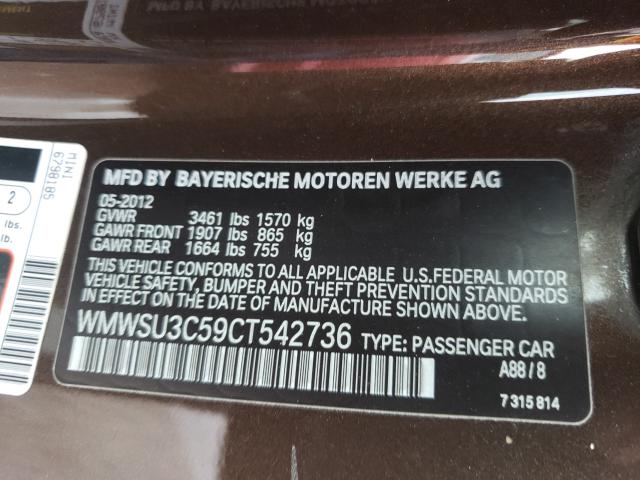 MFD BY BAYERISCHE MOTOREN WERKE AG
05-2012
GVWR 3461 lbs 1570 kg
GAWR FRONT 1907 lbs 865 kg
GAWR REAR 1664 lbs 755 kg
THIS VEHICLE CONFORMS TO ALL APPLICABLE U.S.FEDERAL MOTOR
VEHICLE SAFETY, BUMPER AND THEFT PREVENTION STANDARDS
IN EFFECT ON THE DATE OF MANUFACTURE SHOWN ABOVE.
WMWSU3C59CT542736 TYPE: PASSENGER CAR
A88/8
7315814
MINI
6798185
2
lbs.
lb.